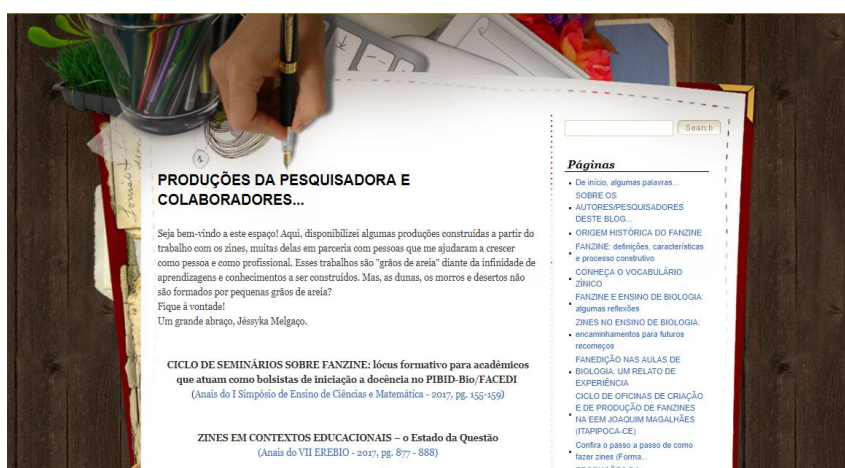 PRODUÇÕES DA PESQUISADORA E
COLABORADORES...
Seja bem-vindo a este espaço! Aqui, disponibilizei algumas produções construídas a partir do
trabalho com os zines, muitas delas em parceria com pessoas que me ajudaram a crescer
como pessoa e como profissional. Esses trabalhos são "grãos de areia" diante da infinidade de
aprendizagens e conhecimentos a ser construídos. Mas, as dunas, os morros e desertos não
são formados por pequenas grãos de areia?
Fique à vontade!
Um grande abraço, Jéssyka Melgaço.
CICLO DE SEMINÁRIOS SOBRE FANZINE: lócus formativo para acadêmicos
que atuam como bolsistas de iniciação a docência no PIBID-Bio/FACEDI
(Anais do I Simpósio de Ensino de Ciências e Matemática - 2017, pg. 155-159)
ZINES EM CONTEXTOS EDUCACIONAIS – o Estado da Questão
(Anais do VII EREBIO - 2017, pg. 877 - 888)
Search
Páginas
De início, algumas palavras...
SOBRE OS
AUTORES/PESQUISADORES
DESTE BLOG...
ORIGEM HISTÓRICA DO FANZINE
FANZINE: definições, características
e processo construtivo
CONHEÇA O VOCABULÁRIO
ZÍNICO
FANZINE E ENSINO DE BIOLOGIA:
algumas reflexões
ZINES NO ENSINO DE BIOLOGIA:
encaminhamentos para futuros
recomeços
FANEDIÇÃO NAS AULAS DE
BIOLOGIA: UM RELATO DE
EXPERIÊNCIA
CICLO DE OFICINAS DE CRIAÇÃO
E DE PRODUÇÃO DE FANZINES
NA EEM JOAQUIM MAGALHÃES
(ITAPIPOCA-CE)
Confira o passo a passo de como
fazer zines (Forma...